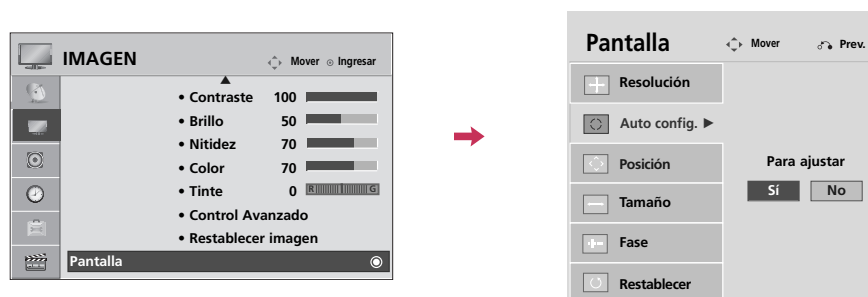 IMAGEN
Mover Ingresar
• Contraste 100
• Brillo 50
• Nitidez 70
• Color 70
• Tinte 0 R G
• Control Avanzado
• Restablecer imagen
Pantalla
Pantalla
Mover Prev.
Resolución
Auto config. ►
Posición
Tamaño
Fase
Restablecer
Para ajustar
Sí No